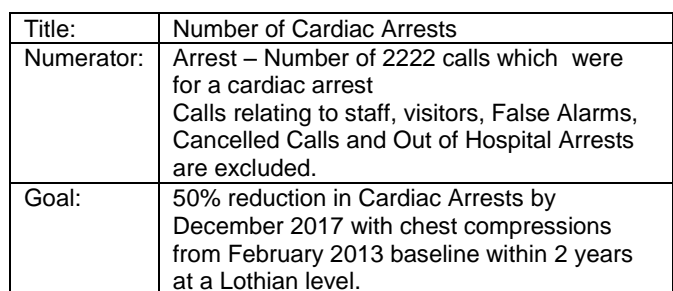 Title: Number of Cardiac Arrests
Numerator: Arrest – Number of 2222 calls which were
for a cardiac arrest
Calls relating to staff, visitors, False Alarms,
Cancelled Calls and Out of Hospital Arrests
are excluded.
Goal: 50% reduction in Cardiac Arrests by
December 2017 with chest compressions
from February 2013 baseline within 2 years
at a Lothian level.